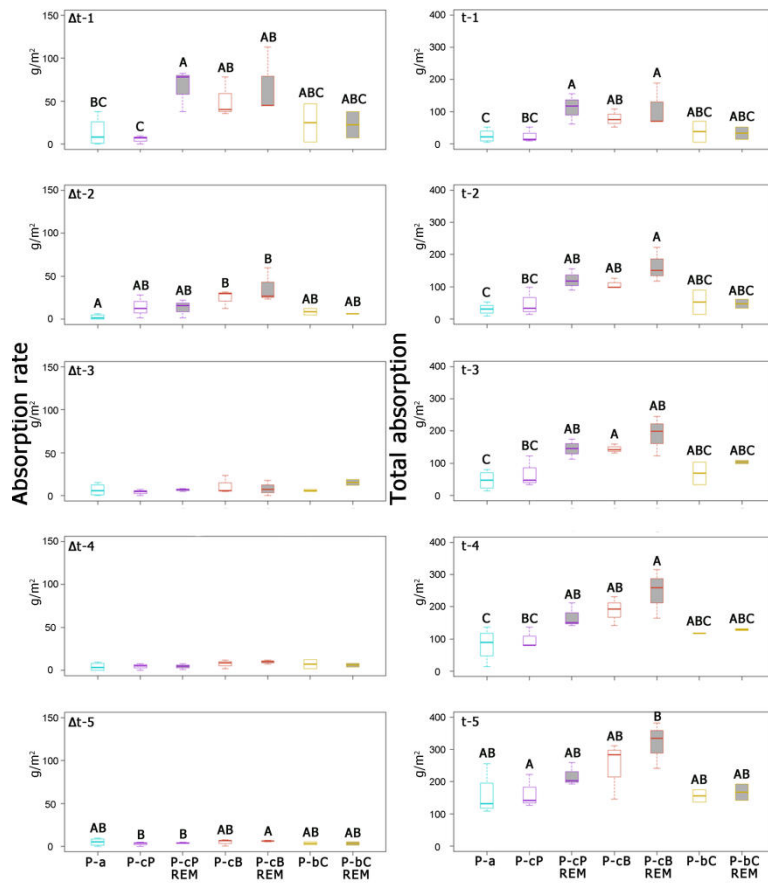 Absorption rate
Δt-1
g/m²
150
100
50
0
BC C A AB AB ABC ABC
Δt-2
g/m²
150
100
50
0
A AB AB B B AB AB
Δt-3
g/m²
150
100
50
0
Δt-4
g/m²
150
100
50
0
Δt-5
g/m²
150
100
50
0
AB B B AB A AB AB
P-a P-cP P-cP P-cB P-cB P-bC P-bC
REM REM REM
Total absorption
t-1
g/m²
400
300
200
100
0
C BC A AB A ABC ABC
t-2
g/m²
400
300
200
100
0
C BC AB AB A ABC ABC
t-3
g/m²
400
300
200
100
0
C BC AB A AB ABC ABC
t-4
g/m²
400
300
200
100
0
C BC AB AB A ABC ABC
t-5
g/m²
400
300
200
100
0
AB A AB AB B AB AB
P-a P-cP P-cP P-cB P-cB P-bC P-bC
REM REM REM